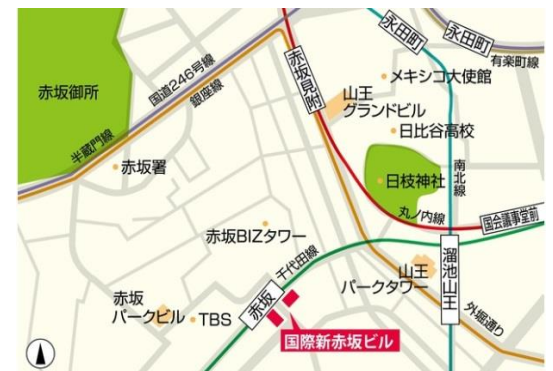 永田町
永田町
有楽町線
国道246号線
銀座線
半蔵門線
赤坂御所
赤坂見附
メキシコ大使館
山王
グランドビル
日比谷高校
赤坂署
日枝神社
南北線
丸ノ内線
国会議事堂前
赤坂BIZタワー
千代田線
溜池山王
山王
パークタワー
赤坂
パークビル
TBS
赤坂
外堀通り
国際新赤坂ビル